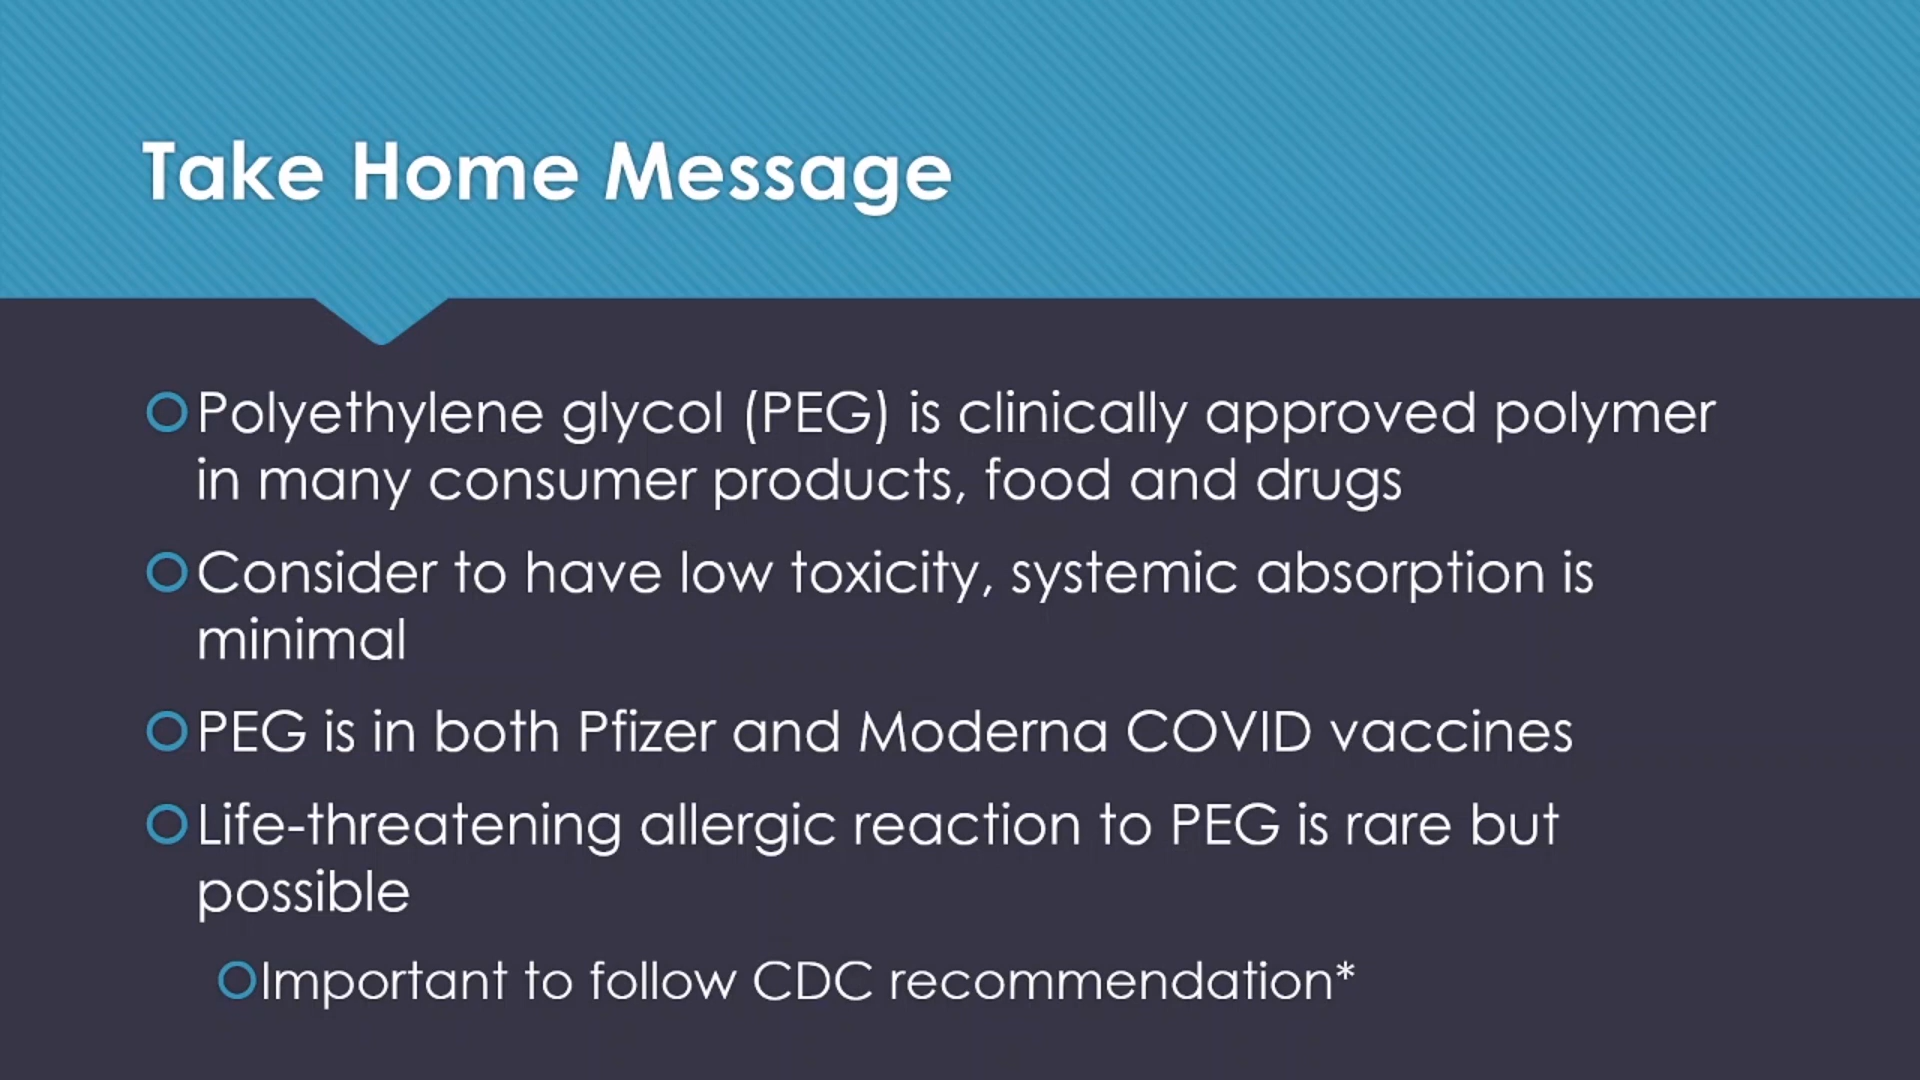 Take Home Message
Polyethylene glycol (PEG) is clinically approved polymer
in many consumer products, food and drugs
Consider to have low toxicity, systemic absorption is
minimal
PEG is in both Pfizer and Moderna COVID vaccines
Life-threatening allergic reaction to PEG is rare but
possible
Important to follow CDC recommendation*